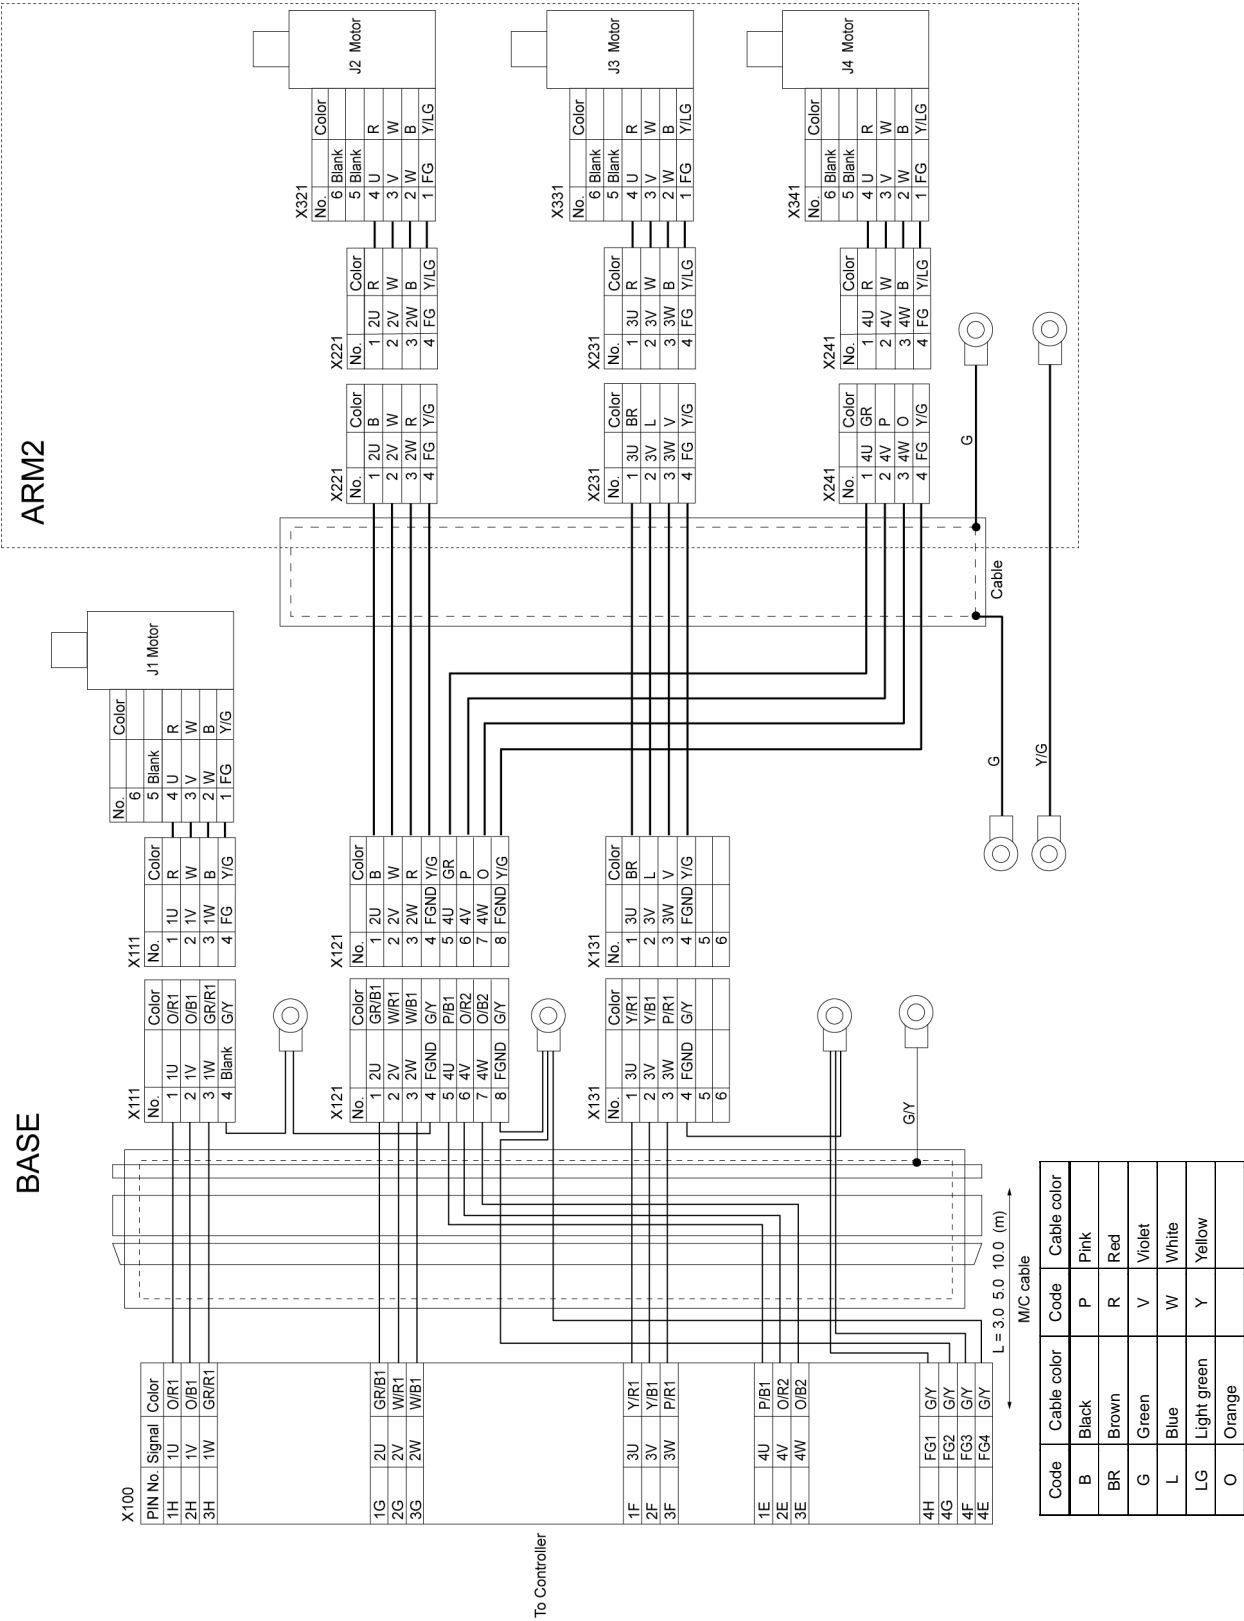 BASE
ARM2
To Controller
X100
PIN No. Signal Color
1H 1U O/R1
2H 1V O/B1
3H 1W GR/R1
1G 2U GR/B1
2G 2V W/R1
3G 2W W/B1
1F 3U Y/R1
2F 3V Y/B1
3F 3W P/R1
1E 4U P/B1
2E 4V O/R2
3E 4W O/B2
4H FG1 G/Y
4G FG2 G/Y
4F FG3 G/Y
4E FG4 G/Y
L = 3.0 5.0 10.0 (m)
M/C cable
G/Y
X111
No. Color
1 1U O/R1
2 1V O/B1
3 1W GR/R1
4 Blank G/Y
X121
No. Color
1 2U GR/B1
2 2V W/R1
3 2W W/B1
4 FGND G/Y
5 4U P/B1
6 4V O/R2
7 4W O/B2
8 FGND G/Y
X131
No. Color
1 3U Y/R1
2 3V Y/B1
3 3W P/R1
4 FGND G/Y
5
6
X111
No. Color
1 1U R
2 1V W
3 1W B
4 FG Y/G
X121
No. Color
1 2U B
2 2V W
3 2W R
4 FGND Y/G
5 4U GR
6 4V P
7 4W O
8 FGND Y/G
X131
No. Color
1 3U BR
2 3V L
3 3W V
4 FGND Y/G
5
6
No. Color
6
5 Blank
4 U R
3 V W
2 W B
1 FG Y/G
J1 Motor
G
Y/G
Cable
G
X221
No. Color
1 2U B
2 2V W
3 2W R
4 FG Y/G
X231
No. Color
1 3U BR
2 3V L
3 3W V
4 FG Y/G
X241
No. Color
1 4U GR
2 4V P
3 4W O
4 FG Y/G
X221
No. Color
1 2U R
2 2V W
3 2W B
4 FG Y/LG
X231
No. Color
1 3U R
2 3V W
3 3W B
4 FG Y/LG
X241
No. Color
1 4U R
2 4V W
3 4W B
4 FG Y/LG
X321
No. Color
6 Blank
5 Blank
4 U R
3 V W
2 W B
1 FG Y/LG
J2 Motor
X331
No. Color
6 Blank
5 Blank
4 U R
3 V W
2 W B
1 FG Y/LG
J3 Motor
X341
No. Color
6 Blank
5 Blank
4 U R
3 V W
2 W B
1 FG Y/LG
J4 Motor
Code Cable color Code Cable color
B Black P Pink
BR Brown R Red
G Green V Violet
L Blue W White
LG Light green Y Yellow
O Orange